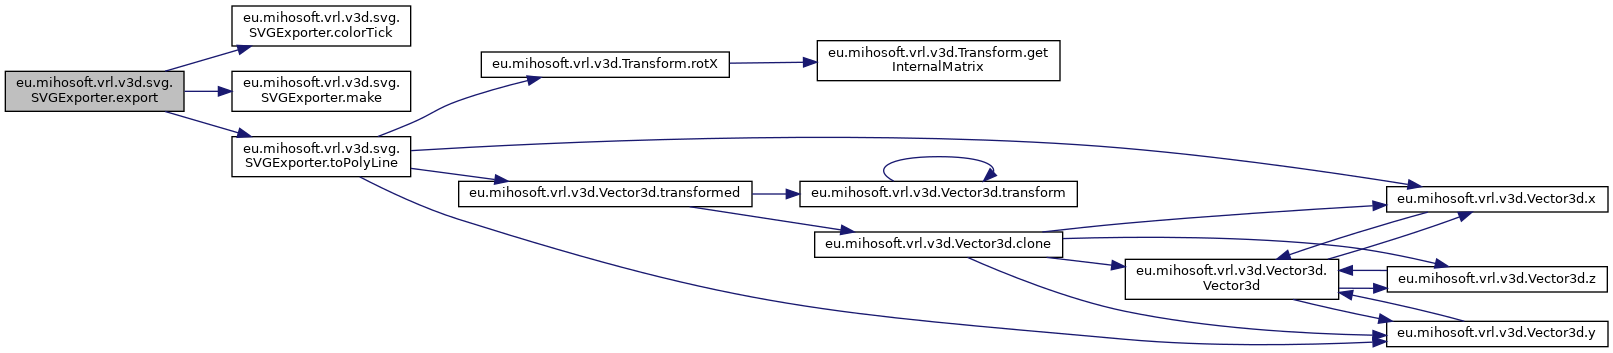 eu.mihosoft.vrl.v3d.svg.
SVGExporter.export
eu.mihosoft.vrl.v3d.svg.
SVGExporter.colorTick
eu.mihosoft.vrl.v3d.svg.
SVGExporter.make
eu.mihosoft.vrl.v3d.svg.
SVGExporter.toPolyLine
eu.mihosoft.vrl.v3d.Transform.rotX
eu.mihosoft.vrl.v3d.Transform.get
InternalMatrix
eu.mihosoft.vrl.v3d.Vector3d.transformed
eu.mihosoft.vrl.v3d.Vector3d.transform
eu.mihosoft.vrl.v3d.Vector3d.clone
eu.mihosoft.vrl.v3d.Vector3d.
Vector3d
eu.mihosoft.vrl.v3d.Vector3d.x
eu.mihosoft.vrl.v3d.Vector3d.z
eu.mihosoft.vrl.v3d.Vector3d.y